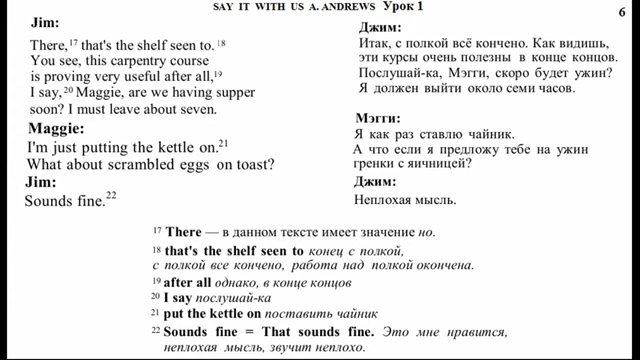 SAY IT WITH US A. ANDREWS Урок 1
6
Jim:
There,17 that's the shelf seen to. 18
You see, this carpentry course
is proving very useful after all,19
I say,20 Maggie, are we having supper
soon? I must leave about seven.
Maggie:
I'm just putting the kettle on.21
What about scrambled eggs on toast?
Jim:
Sounds fine.22
Джим:
Итак, с полкой всё кончено. Как видишь,
эти курсы очень полезны в конце концов.
Послушай-ка, Мэгги, скоро будет ужин?
Я должен выйти около семи часов.
Мэгги:
Я как раз ставлю чайник.
А что если я предложу тебе на ужин
гренки с яичницей?
Джим:
Неплохая мысль.
17 There — в данном тексте имеет значение но.
18 that's the shelf seen to конец с полкой,
с полкой все кончено, работа над полкой окончена.
19 after all однако, в конце концов
20 I say послушай-ка
21 put the kettle on поставить чайник
22 Sounds fine = That sounds fine. Это мне нравится,
неплохая мысль, звучит неплохо.